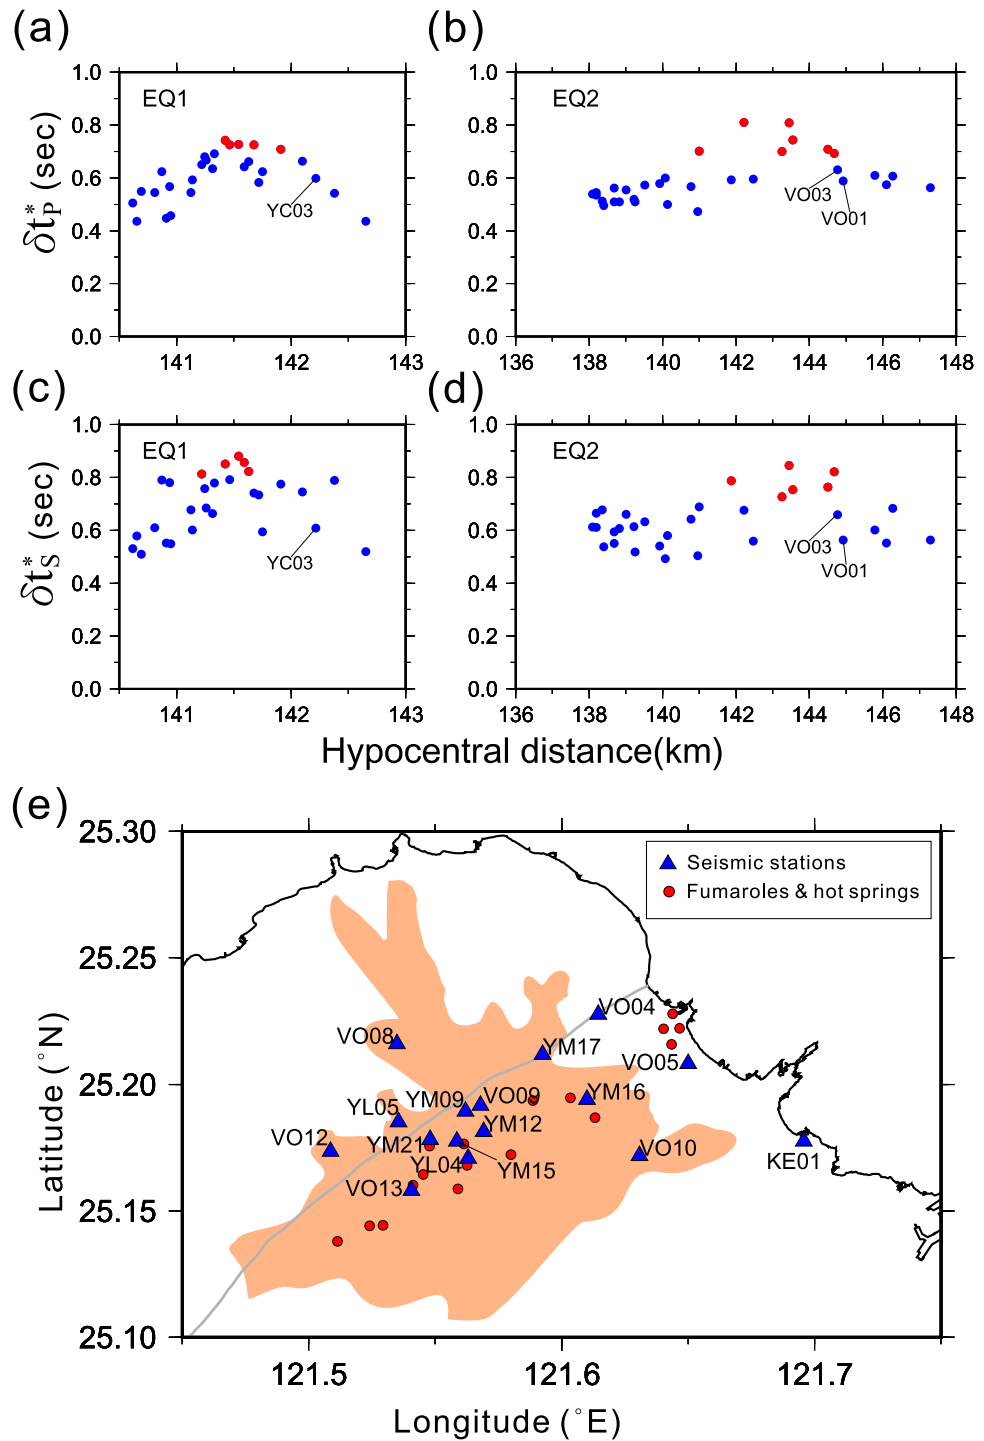 (a)
(b)
δt*P (sec)
1.0
0.8
0.6
0.4
0.2
0.0
EQ1
YC03
141
142
143
1.0
0.8
0.6
0.4
0.2
0.0
EQ2
VO03
VO01
136
138
140
142
144
146
148
(c)
(d)
δt*S (sec)
1.0
0.8
0.6
0.4
0.2
0.0
EQ1
YC03
141
142
143
1.0
0.8
0.6
0.4
0.2
0.0
EQ2
VO03
VO01
136
138
140
142
144
146
148
Hypocentral distance(km)
(e)
Latitude (°N)
25.30
25.25
25.20
25.15
25.10
Seismic stations
Fumaroles & hot springs
VO04
VO08
YM17
VO05
YM09
VO09
YM16
YL05
YM12
VO12
YM21
VO10
KE01
YL04
YM15
VO13
121.5
121.6
121.7
Longitude (°E)